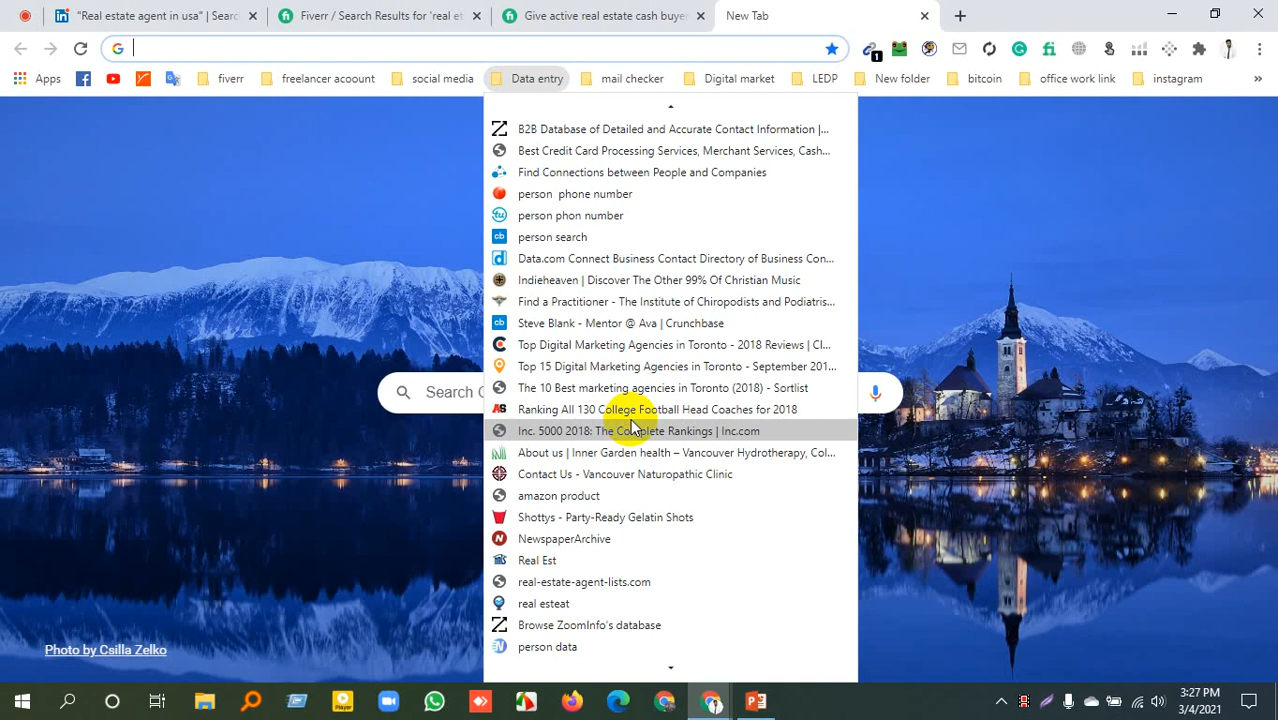 "Real estate agent in usa" | Searc
Fiverr / Search Results for 'real et
Give active real estate cash buyer
New Tab
1
Apps
fiverr
freelancer acoount
social media
Data entry
mail checker
Digital market
LEDP
New folder
bitcoin
office work link
instagram
»
B2B Database of Detailed and Accurate Contact Information |...
Best Credit Card Processing Services, Merchant Services, Cash...
Find Connections between People and Companies
person phone number
person phon number
person search
Data.com Connect Business Contact Directory of Business Con...
Indieheaven | Discover The Other 99% Of Christian Music
Find a Practitioner - The Institute of Chiropodists and Podiatris...
Steve Blank - Mentor @ Ava | Crunchbase
Top Digital Marketing Agencies in Toronto - 2018 Reviews | Cl...
Top 15 Digital Marketing Agencies in Toronto - September 201...
The 10 Best marketing agencies in Toronto (2018) - Sortlist
Search G
Ranking All 130 College Football Head Coaches for 2018
Inc. 5000 2018: The Complete Rankings | Inc.com
About us | Inner Garden health – Vancouver Hydrotherapy, Col...
Contact Us - Vancouver Naturopathic Clinic
amazon product
Shottys - Party-Ready Gelatin Shots
NewspaperArchive
Real Est
real-estate-agent-lists.com
real esteat
Browse ZoomInfo's database
person data
Photo by Csilla Zelko
3:27 PM
3/4/2021